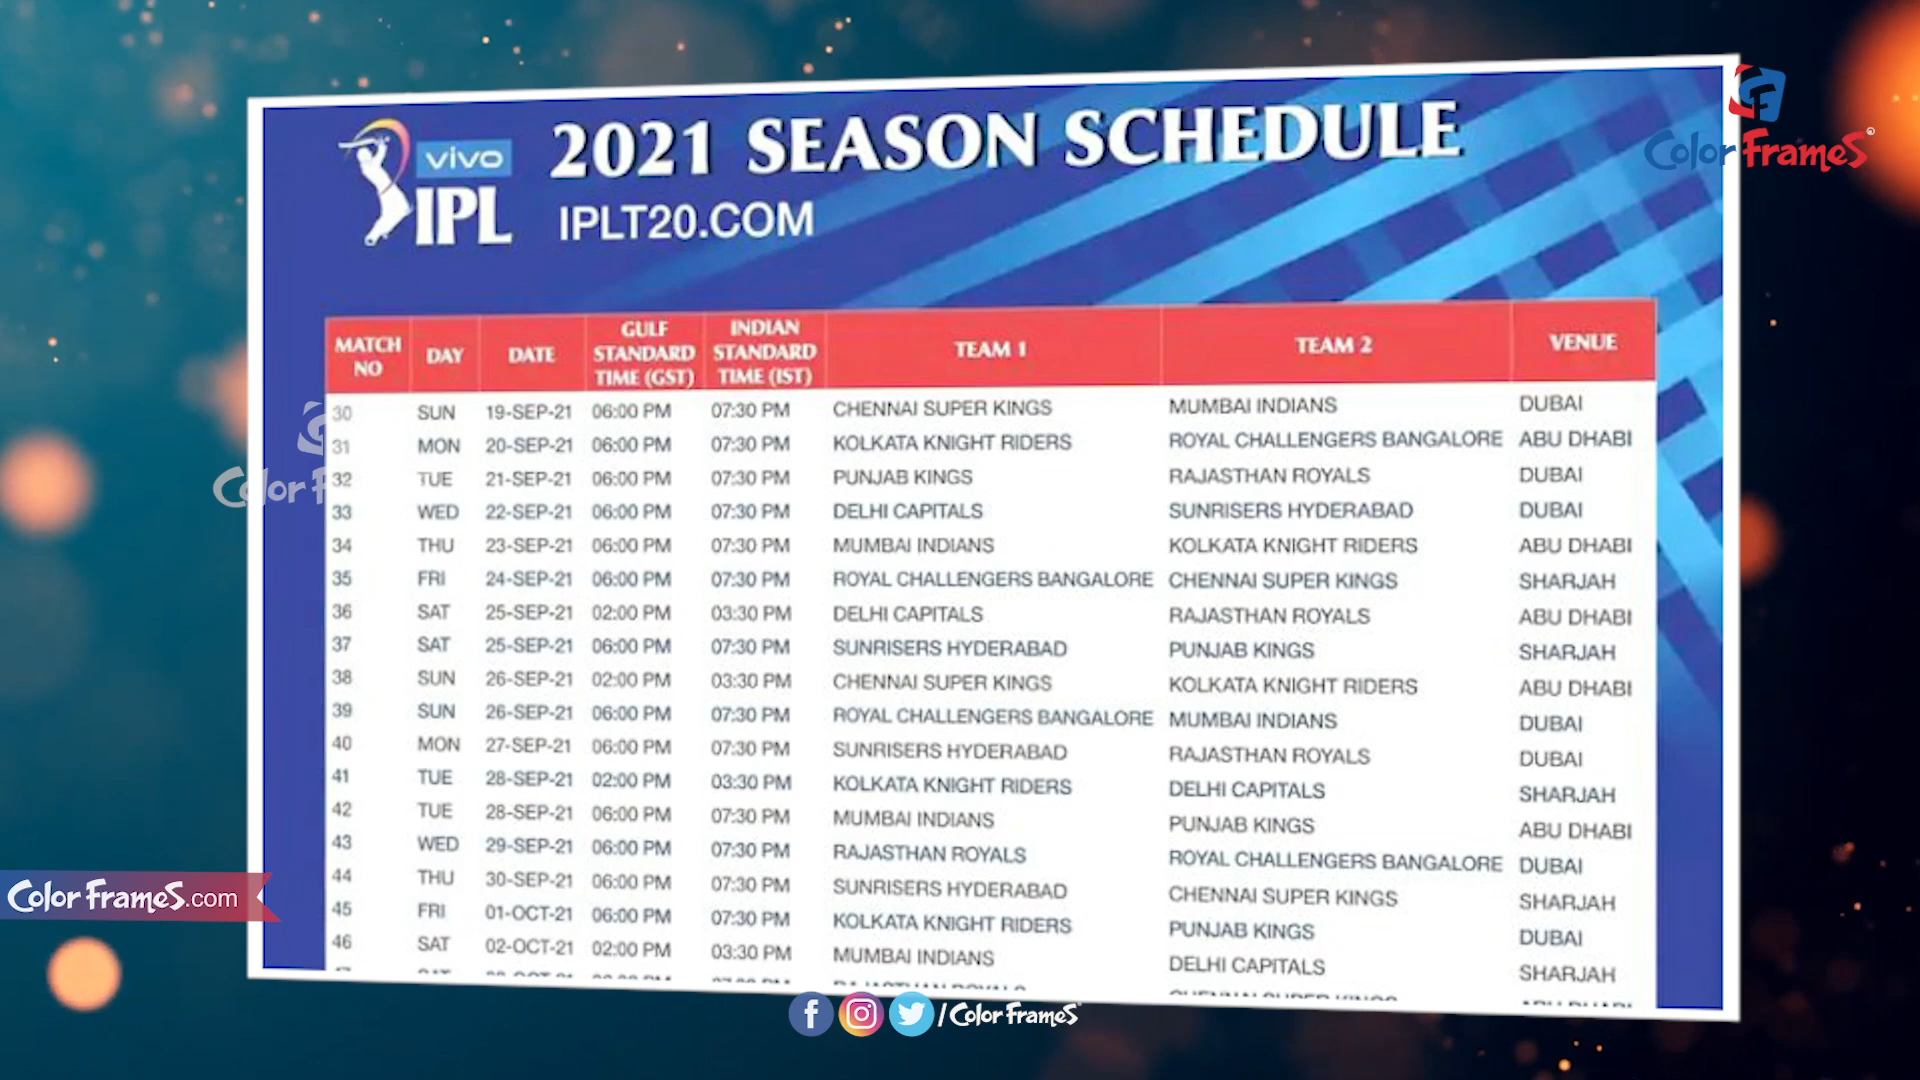 vivo
IPL
2021 SEASON SCHEDULE
IPLT20.COM
Color Frames
MATCH NO DAY DATE GULF STANDARD TIME (GST) INDIAN STANDARD TIME (IST) TEAM 1 TEAM 2 VENUE
30 SUN 19-SEP-21 06:00 PM 07:30 PM CHENNAI SUPER KINGS MUMBAI INDIANS DUBAI
31 MON 20-SEP-21 06:00 PM 07:30 PM KOLKATA KNIGHT RIDERS ROYAL CHALLENGERS BANGALORE ABU DHABI
32 TUE 21-SEP-21 06:00 PM 07:30 PM PUNJAB KINGS RAJASTHAN ROYALS DUBAI
Color F
33 WED 22-SEP-21 06:00 PM 07:30 PM DELHI CAPITALS SUNRISERS HYDERABAD DUBAI
34 THU 23-SEP-21 06:00 PM 07:30 PM MUMBAI INDIANS KOLKATA KNIGHT RIDERS ABU DHABI
35 FRI 24-SEP-21 06:00 PM 07:30 PM ROYAL CHALLENGERS BANGALORE CHENNAI SUPER KINGS SHARJAH
36 SAT 25-SEP-21 02:00 PM 03:30 PM DELHI CAPITALS RAJASTHAN ROYALS ABU DHABI
37 SAT 25-SEP-21 06:00 PM 07:30 PM SUNRISERS HYDERABAD PUNJAB KINGS SHARJAH
38 SUN 26-SEP-21 02:00 PM 03:30 PM CHENNAI SUPER KINGS KOLKATA KNIGHT RIDERS ABU DHABI
39 SUN 26-SEP-21 06:00 PM 07:30 PM ROYAL CHALLENGERS BANGALORE MUMBAI INDIANS DUBAI
40 MON 27-SEP-21 06:00 PM 07:30 PM SUNRISERS HYDERABAD RAJASTHAN ROYALS DUBAI
41 TUE 28-SEP-21 02:00 PM 03:30 PM KOLKATA KNIGHT RIDERS DELHI CAPITALS SHARJAH
42 TUE 28-SEP-21 06:00 PM 07:30 PM MUMBAI INDIANS PUNJAB KINGS ABU DHABI
43 WED 29-SEP-21 06:00 PM 07:30 PM RAJASTHAN ROYALS ROYAL CHALLENGERS BANGALORE DUBAI
44 THU 30-SEP-21 06:00 PM 07:30 PM SUNRISERS HYDERABAD CHENNAI SUPER KINGS SHARJAH
45 FRI 01-OCT-21 06:00 PM 07:30 PM KOLKATA KNIGHT RIDERS PUNJAB KINGS DUBAI
46 SAT 02-OCT-21 02:00 PM 03:30 PM MUMBAI INDIANS DELHI CAPITALS SHARJAH
Color Frames.com
/Color Frames